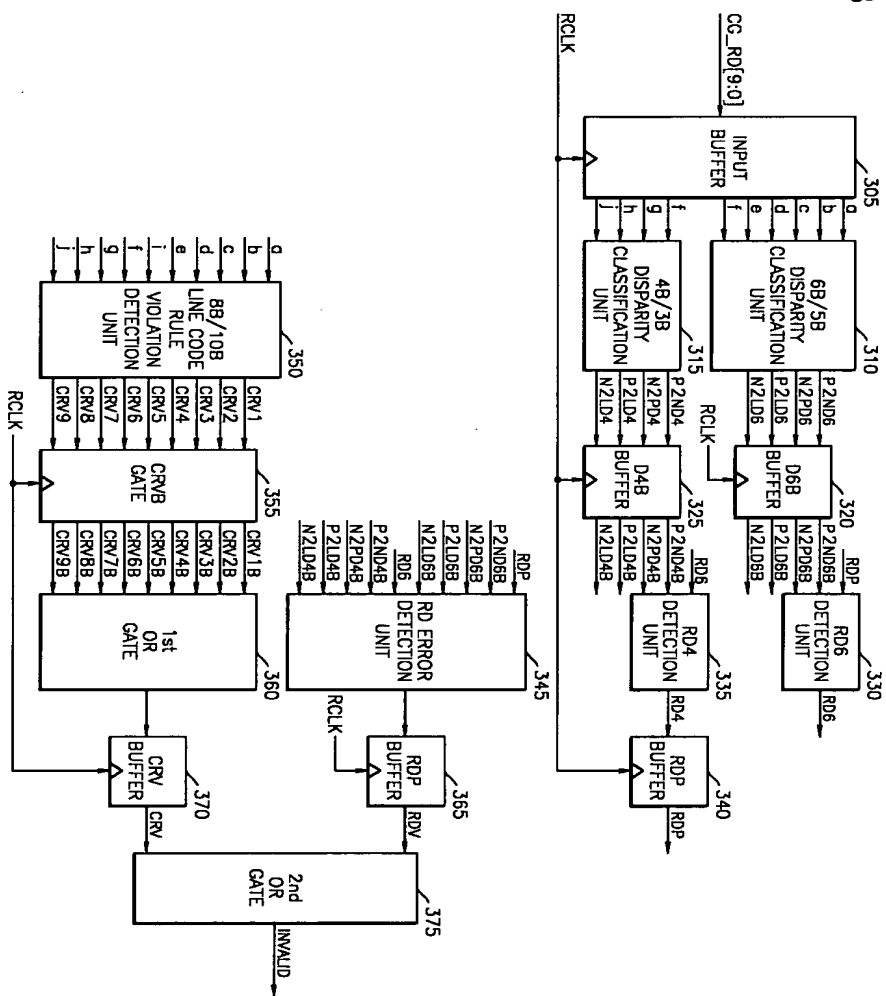 CG_RD[9:0]
RCLK
INPUT
BUFFER
305
a
b
c
d
e
f
f
g
h
j
6B/5B
DISPARITY
CLASSIFICATION
UNIT
310
4B/3B
DISPARITY
CLASSIFICATION
UNIT
315
P2ND6
N2PD6
P2LD6
N2LD6
P2ND4
N2PD4
P2LD4
N2LD4
RCLK
D6B
BUFFER
320
D4B
BUFFER
325
RDP
P2ND6B
N2PD6B
P2LD6B
N2LD6B
RD6
P2ND4B
N2PD4B
P2LD4B
N2LD4B
RD6
DETECTION
UNIT
330
RD6
RD4
DETECTION
UNIT
335
RD4
RDP
BUFFER
340
RDP
RDP
P2ND6B
N2PD6B
P2LD6B
N2LD6B
RD6
P2ND4B
N2PD4B
P2LD4B
N2LD4B
RD ERROR
DETECTION
UNIT
345
RCLK
RDP
BUFFER
365
RDV
a
b
c
d
e
i
f
g
h
j
8B/10B
LINE CODE
RULE
VIOLATION
DETECTION
UNIT
350
CRV1
CRV2
CRV3
CRV4
CRV5
CRV6
CRV7
CRV8
CRV9
RCLK
CRVB
GATE
355
CRV1B
CRV2B
CRV3B
CRV4B
CRV5B
CRV6B
CRV7B
CRV8B
CRV9B
1st
OR
GATE
360
CRV
BUFFER
370
CRV
2nd
OR
GATE
375
INVALID